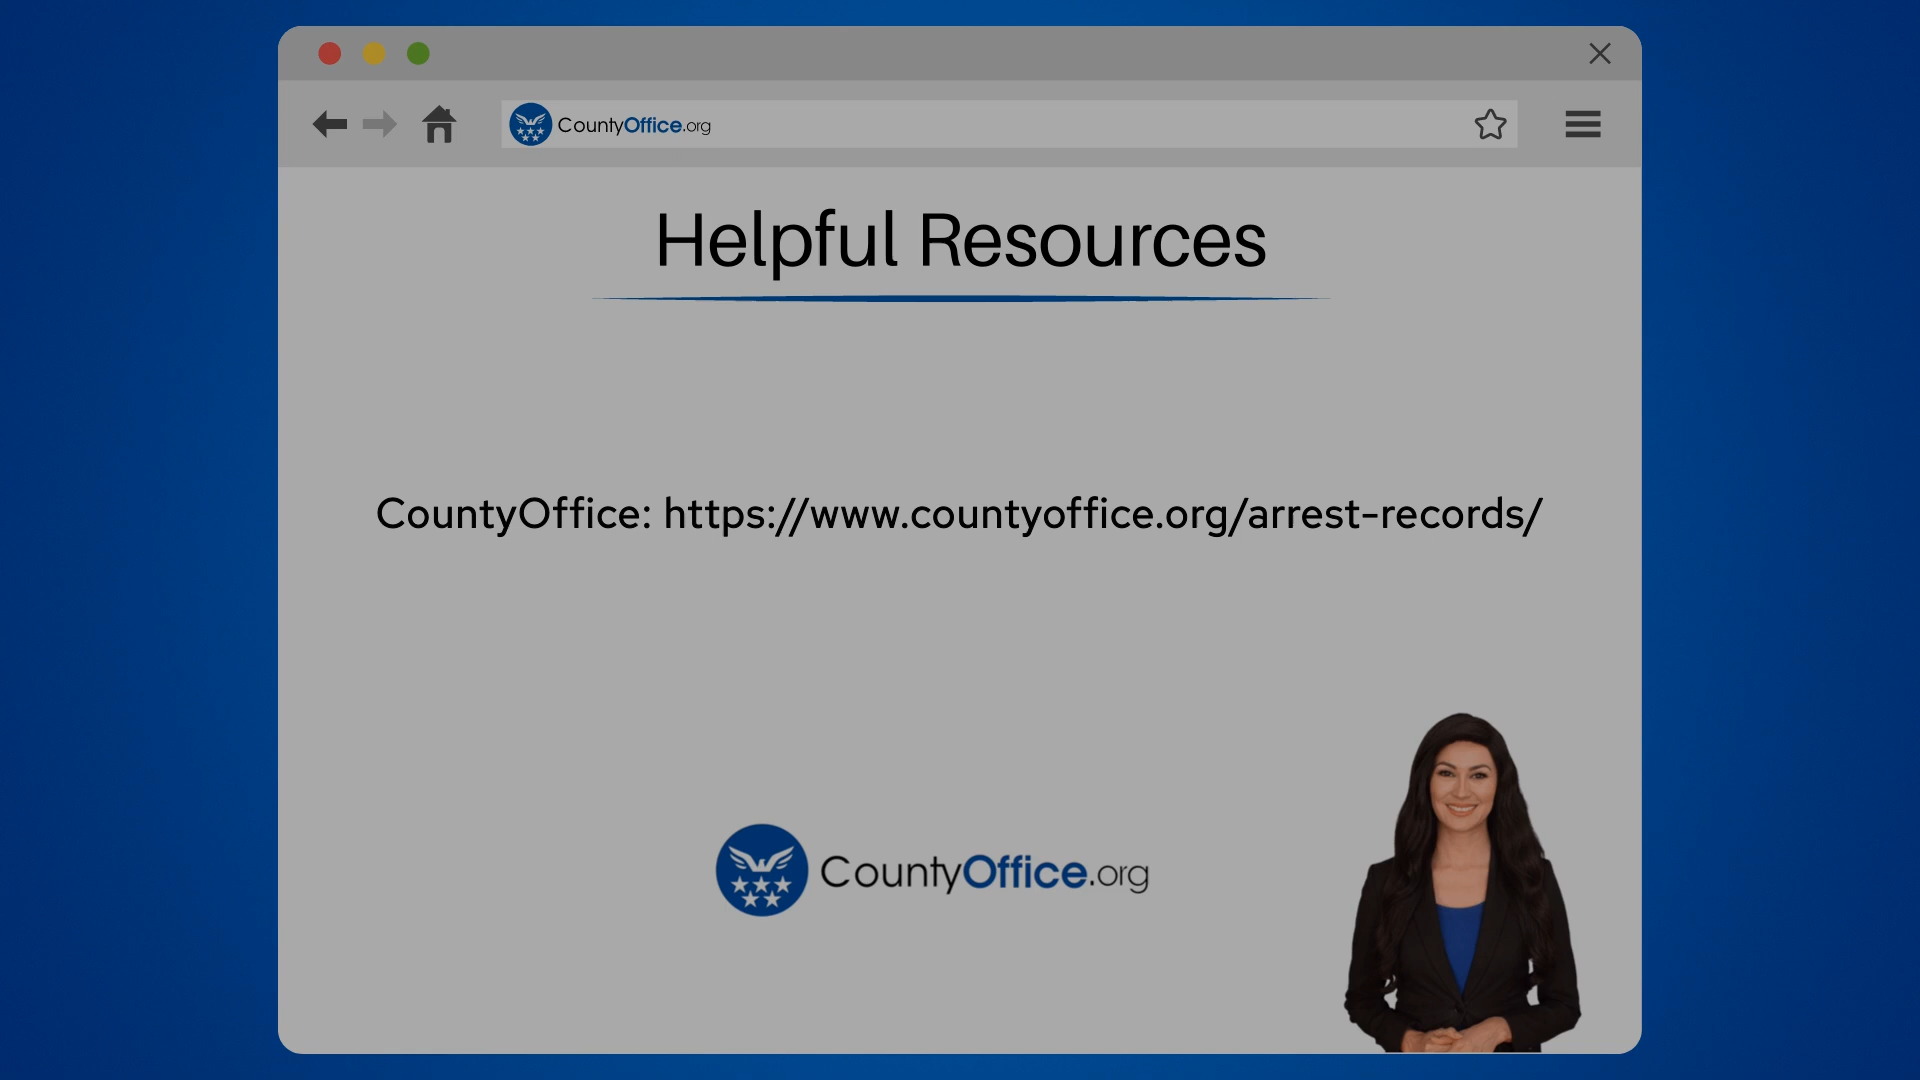 CountyOffice.org
Helpful Resources
CountyOffice: https://www.countyoffice.org/arrest-records/
CountyOffice.org